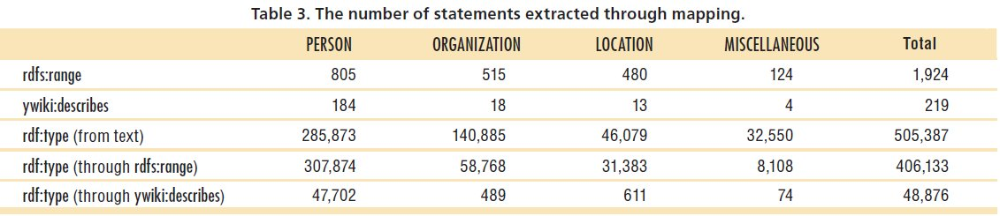 Table 3. The number of statements extracted through mapping.
PERSON ORGANIZATION LOCATION MISCELLANEOUS Total
rdfs:range 805 515 480 124 1,924
ywiki:describes 184 18 13 4 219
rdf:type (from text) 285,873 140,885 46,079 32,550 505,387
rdf:type (through rdfs:range) 307,874 58,768 31,383 8,108 406,133
rdf:type (through ywiki:describes) 47,702 489 611 74 48,876